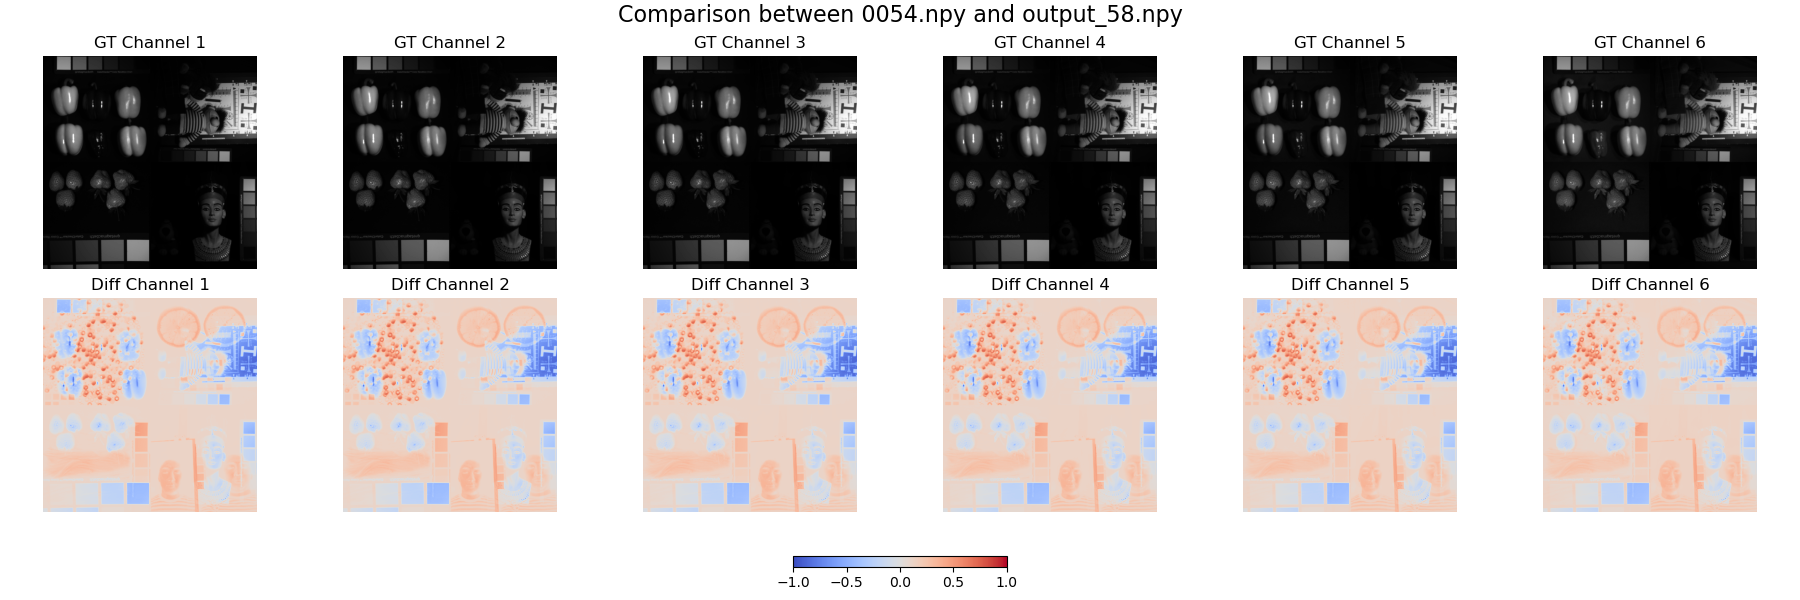 Comparison between 0054.npy and output_58.npy
GT Channel 1
GT Channel 2
GT Channel 3
GT Channel 4
GT Channel 5
GT Channel 6
Diff Channel 1
Diff Channel 2
Diff Channel 3
Diff Channel 4
Diff Channel 5
Diff Channel 6
−1.0 −0.5 0.0 0.5 1.0